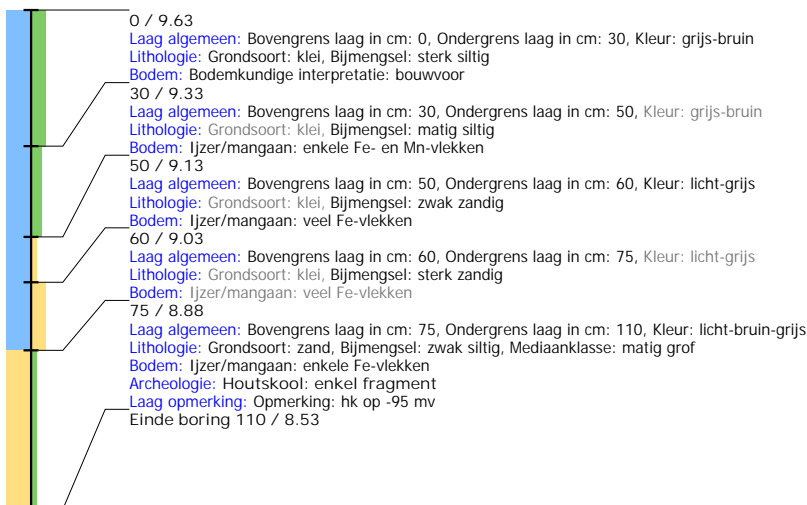 0 / 9.63
Laag algemeen: Bovengrens laag in cm: 0, Ondergrens laag in cm: 30, Kleur: grijs-bruin
Lithologie: Grondsoort: klei, Bijmengsel: sterk siltig
Bodem: Bodemkundige interpretatie: bouwvoor
30 / 9.33
Laag algemeen: Bovengrens laag in cm: 30, Ondergrens laag in cm: 50, Kleur: grijs-bruin
Lithologie: Grondsoort: klei, Bijmengsel: matig siltig
Bodem: Ijzer/mangaan: enkele Fe- en Mn-vlekken
50 / 9.13
Laag algemeen: Bovengrens laag in cm: 50, Ondergrens laag in cm: 60, Kleur: licht-grijs
Lithologie: Grondsoort: klei, Bijmengsel: zwak zandig
Bodem: Ijzer/mangaan: veel Fe-vlekken
60 / 9.03
Laag algemeen: Bovengrens laag in cm: 60, Ondergrens laag in cm: 75, Kleur: licht-grijs
Lithologie: Grondsoort: klei, Bijmengsel: sterk zandig
Bodem: Ijzer/mangaan: veel Fe-vlekken
75 / 8.88
Laag algemeen: Bovengrens laag in cm: 75, Ondergrens laag in cm: 110, Kleur: licht-bruin-grijs
Lithologie: Grondsoort: zand, Bijmengsel: zwak siltig, Mediaanklasse: matig grof
Bodem: Ijzer/mangaan: enkele Fe-vlekken
Archeologie: Houtskool: enkel fragment
Laag opmerking: Opmerking: hk op -95 mv
Einde boring 110 / 8.53